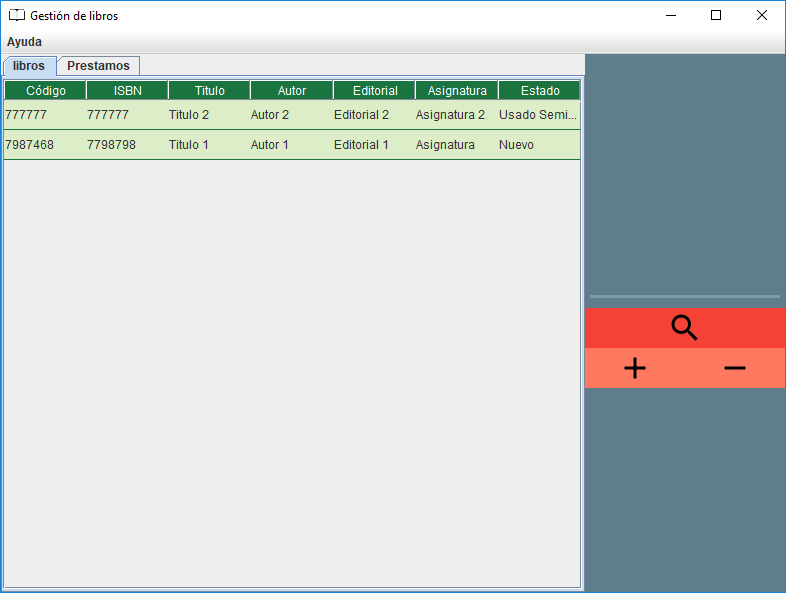 Gestión de libros
Ayuda
libros Prestamos
Código ISBN Titulo Autor Editorial Asignatura Estado
777777 777777 Titulo 2 Autor 2 Editorial 2 Asignatura 2 Usado Semi...
7987468 7798798 Titulo 1 Autor 1 Editorial 1 Asignatura Nuevo